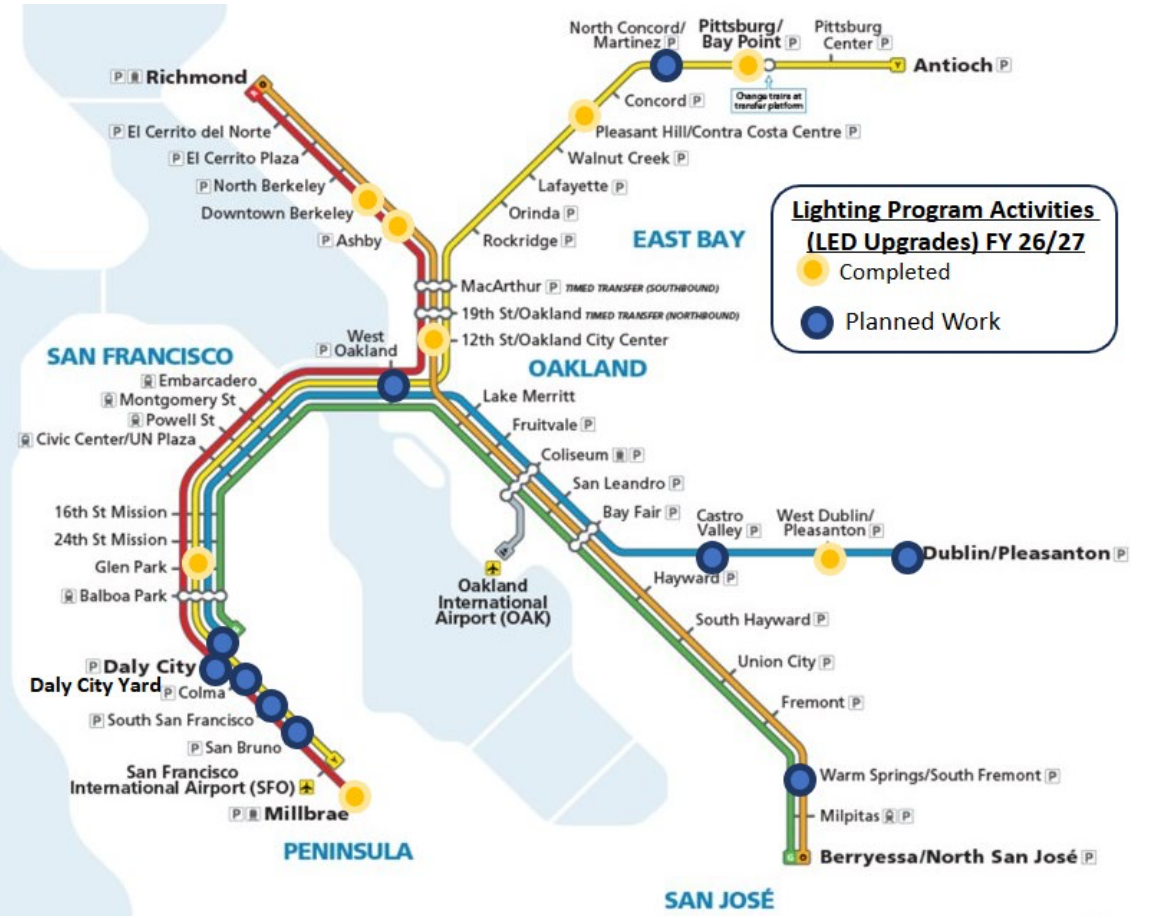 North Concord/
Martinez P
Pittsburg/
Bay Point P
Pittsburg
Center P
P Richmond
Antioch P
Change trains at
transfer platform
Concord P
P El Cerrito del Norte
Pleasant Hill/Contra Costa Centre P
P El Cerrito Plaza
Walnut Creek P
P North Berkeley
Lafayette P
Downtown Berkeley
Orinda P
P Ashby
Rockridge P
EAST BAY
Lighting Program Activities
(LED Upgrades) FY 26/27
Completed
Planned Work
MacArthur P TIMED TRANSFER (SOUTHBOUND)
19th St/Oakland TIMED TRANSFER (NORTHBOUND)
12th St/Oakland City Center
West
P Oakland
SAN FRANCISCO
OAKLAND
Embarcadero
Montgomery St
Powell St
Civic Center/UN Plaza
Lake Merritt
Fruitvale P
Coliseum P
San Leandro P
Bay Fair P
16th St Mission
24th St Mission
Glen Park
Balboa Park
Castro
Valley P
West Dublin/
Pleasanton P
Dublin/Pleasanton P
Oakland
International
Airport (OAK)
Hayward P
South Hayward P
Union City P
Fremont P
P Daly City
Daly City Yard
P Colma
P South San Francisco
P San Bruno
San Francisco
International Airport (SFO)
P Millbrae
PENINSULA
Warm Springs/South Fremont P
Milpitas P
Berryessa/North San José P
SAN JOSÉ